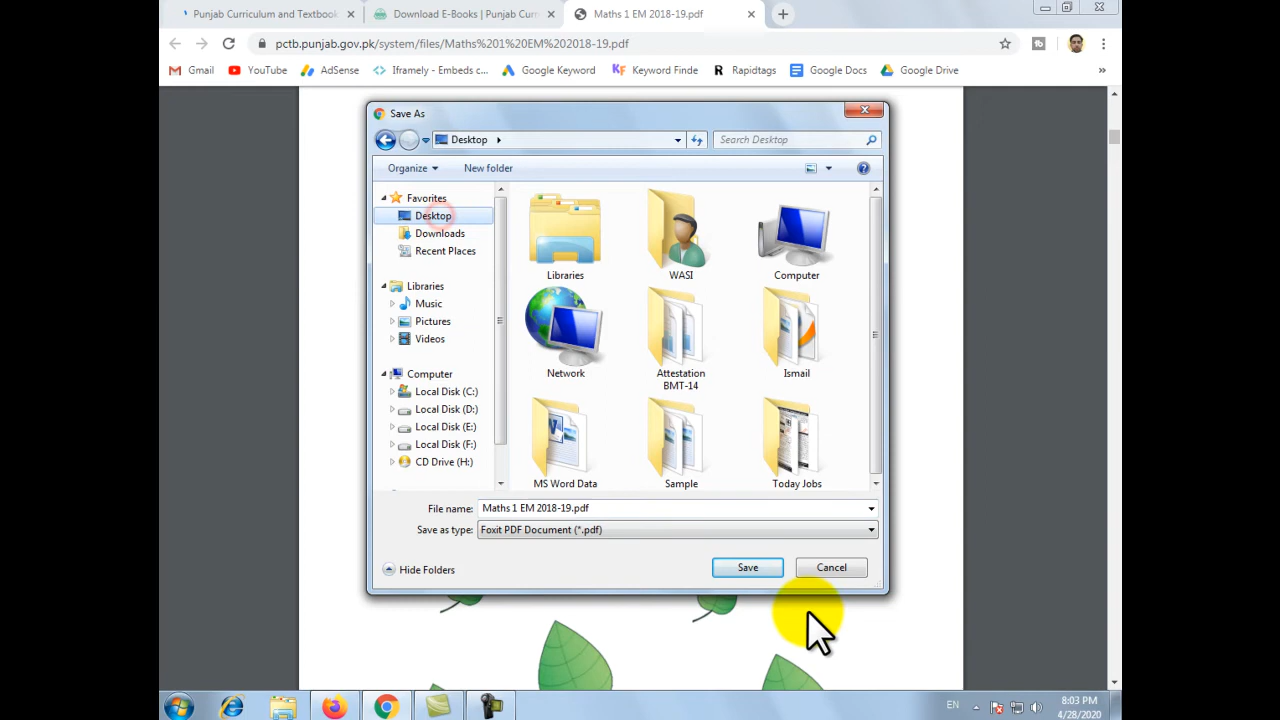 Punjab Curriculum and Textbook
Download E-Books | Punjab Curr
Maths 1 EM 2018-19.pdf
pctb.punjab.gov.pk/system/files/Maths%201%20EM%202018-19.pdf
Gmail
YouTube
AdSense
Iframely - Embeds c...
Google Keyword
Keyword Finde
Rapidtags
Google Docs
Google Drive
Save As
Desktop
Search Desktop
Organize
New folder
Favorites
Desktop
Downloads
Recent Places
Libraries
Music
Pictures
Videos
Computer
Local Disk (C:)
Local Disk (D:)
Local Disk (E:)
Local Disk (F:)
CD Drive (H:)
Libraries
WASI
Computer
Network
Attestation
BMT-14
Ismail
MS Word Data
Sample
Today Jobs
File name:
Maths 1 EM 2018-19.pdf
Save as type:
Foxit PDF Document (*.pdf)
Hide Folders
Save
Cancel
EN
8:03 PM
4/28/2020